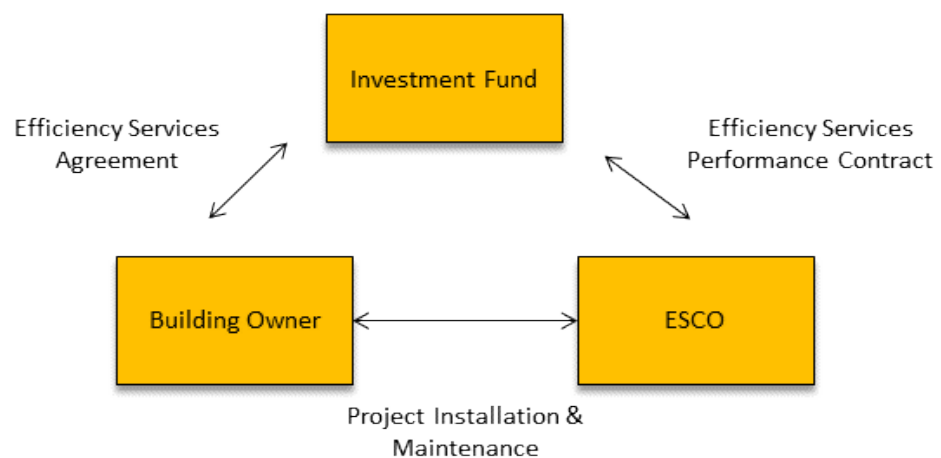 Investment Fund
Efficiency Services
Agreement
Efficiency Services
Performance Contract
Building Owner
ESCO
Project Installation &
Maintenance